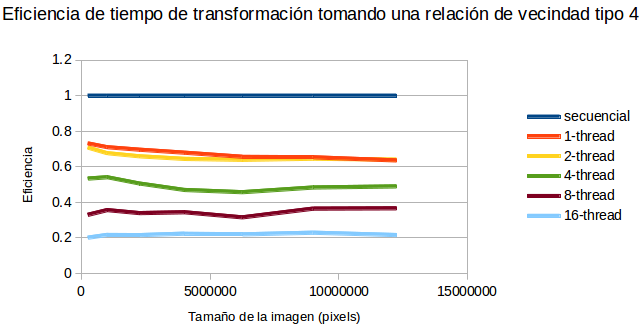 Eficiencia de tiempo de transformación tomando una relación de vecindad tipo 4
1.2
1
0.8
0.6
0.4
0.2
0
Eficiencia
0 5000000 10000000 15000000
Tamaño de la imagen (pixels)
secuencial
1-thread
2-thread
4-thread
8-thread
16-thread